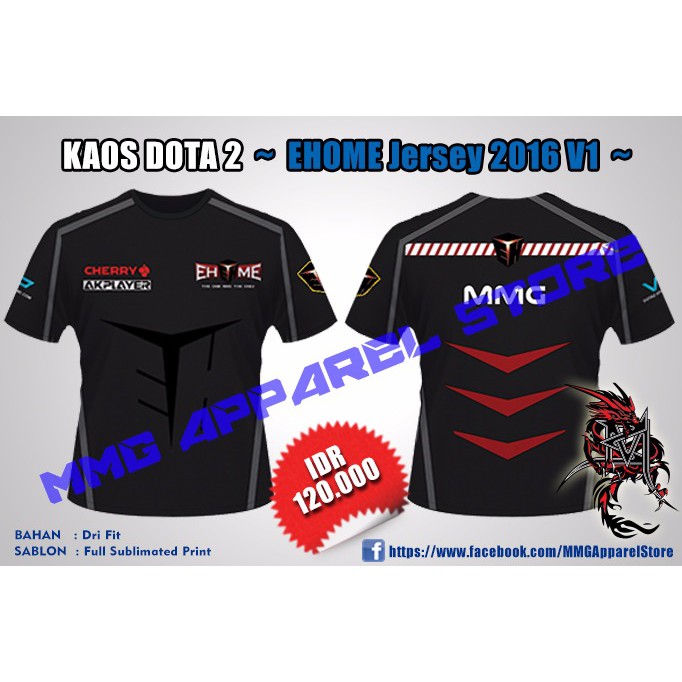 KAOS DOTA 2 ~ EHOME Jersey 2016 V1 ~
CHERRY
AKPLAYER
EHOME
MMG
MMG APPAREL STORE
IDR
120.000
BAHAN : Dri Fit
SABLON : Full Sublimated Print
https://www.facebook.com/MMGApparelStore